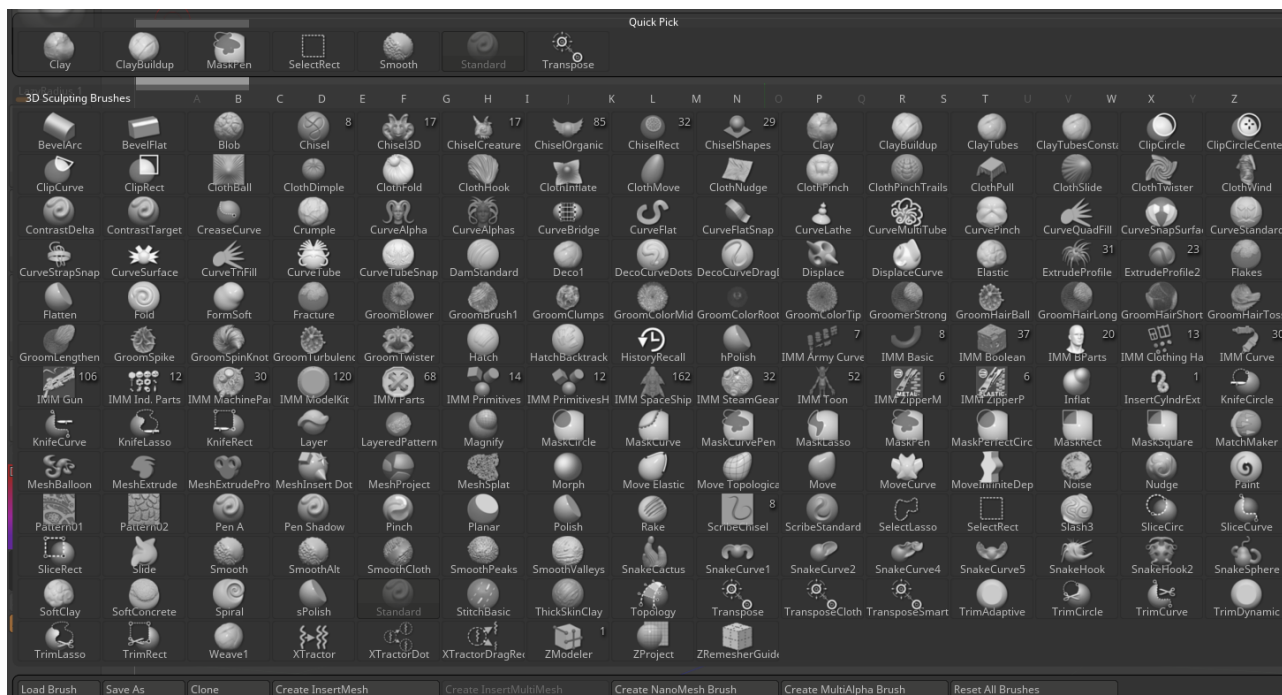 Quick Pick
Clay ClayBuildup MaskPen SelectRect Smooth Standard Transpose
3D Sculpting Brushes A B C D E F G H I J K L M N O P Q R S T U V W X Y Z
8 17 17 85 32 29
BevelArc BevelFlat Blob Chisel Chisel3D ChiselCreature ChiselOrganic ChiselRect ChiselShapes Clay ClayBuildup ClayTubes ClayTubesConsta ClipCircle ClipCircleCente
ClipCurve ClipRect ClothBall ClothDimple ClothFold ClothHook ClothInflate ClothMove ClothNudge ClothPinch ClothPinchTrails ClothPull ClothSlide ClothTwister ClothWind
ContrastDelta ContrastTarget CreaseCurve Crumple CurveAlpha CurveAlphas CurveBridge CurveFlat CurveFlatSnap CurveLathe CurveMultiTube CurvePinch CurveQuadFill CurveSnapSurfa CurveStandard
31 23
CurveStrapSnap CurveSurface CurveTriFill CurveTube CurveTubeSnap DamStandard Deco1 DecoCurveDots DecoCurveDragI Displace DisplaceCurve Elastic ExtrudeProfile ExtrudeProfile2 Flakes
Flatten Fold FormSoft Fracture GroomBlower GroomBrush1 GroomClumps GroomColorMid GroomColorRoot GroomColorTip GroomerStrong GroomHairBall GroomHairLong GroomHairShort GroomHairToss
7 8 37 20 13 30
GroomLengthen GroomSpike GroomSpinKnot GroomTurbulenc GroomTwister Hatch HatchBacktrack HistoryRecall hPolish IMM Army Curve IMM Basic IMM Boolean IMM BParts IMM Clothing Ha IMM Curve
106 12 30 120 68 14 12 162 32 52 6 6 1
IMM Gun IMM Ind. Parts IMM MachinePar IMM ModelKit IMM Parts IMM Primitives IMM PrimitivesH IMM SpaceShip IMM SteamGear IMM Toon IMM ZipperM IMM ZipperP Inflat InsertCylndrExt KnifeCircle
KnifeCurve KnifeLasso KnifeRect Layer LayeredPattern Magnify MaskCircle MaskCurve MaskCurvePen MaskLasso MaskPen MaskPerfectCirc MaskRect MaskSquare MatchMaker
MeshBalloon MeshExtrude MeshExtrudePro MeshInsert Dot MeshProject MeshSplat Morph Move Elastic Move Topologica Move MoveCurve MoveInfiniteDep Noise Nudge Paint
8
Pattern01 Pattern02 Pen A Pen Shadow Pinch Planar Polish Rake ScribeChisel ScribeStandard SelectLasso SelectRect Slash3 SliceCirc SliceCurve
SliceRect Slide Smooth SmoothAlt SmoothCloth SmoothPeaks SmoothValleys SnakeCactus SnakeCurve1 SnakeCurve2 SnakeCurve4 SnakeCurve5 SnakeHook SnakeHook2 SnakeSphere
SoftClay SoftConcrete Spiral sPolish Standard StitchBasic ThickSkinClay Topology Transpose TransposeCloth TransposeSmart TrimAdaptive TrimCircle TrimCurve TrimDynamic
1
TrimLasso TrimRect Weave1 XTractor XTractorDot XTractorDragRec ZModeler ZProject ZRemesherGuide
Load Brush Save As Clone Create InsertMesh Create InsertMultiMesh Create NanoMesh Brush Create MultiAlpha Brush Reset All Brushes